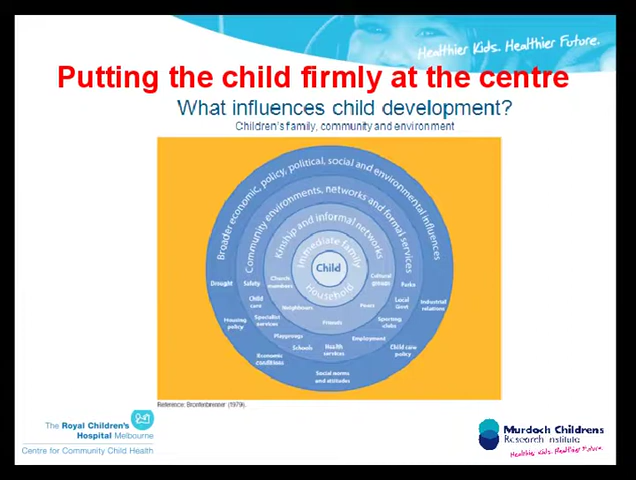 Healthier Kids. Healthier Future.
Putting the child firmly at the centre
What influences child development?
Children's family, community and environment
Broader economic, policy, political, social and environmental influences
Community environments, networks and formal services
Kinship and informal networks
Immediate family
Child
Household
Drought
Safety
Church members
Cultural groups
Parks
Child care
Neighbours
Peers
Local Govt
Industrial relations
Housing policy
Specialist services
Friends
Sporting clubs
Playgroups
Schools
Health services
Employment
Child care policy
Economic conditions
Social norms and attitudes
Reference: Bronfenbrenner (1979).
The Royal Children's
Hospital Melbourne
Centre for Community Child Health
Murdoch Childrens
Research Institute
Healthier Kids. Healthier Future.